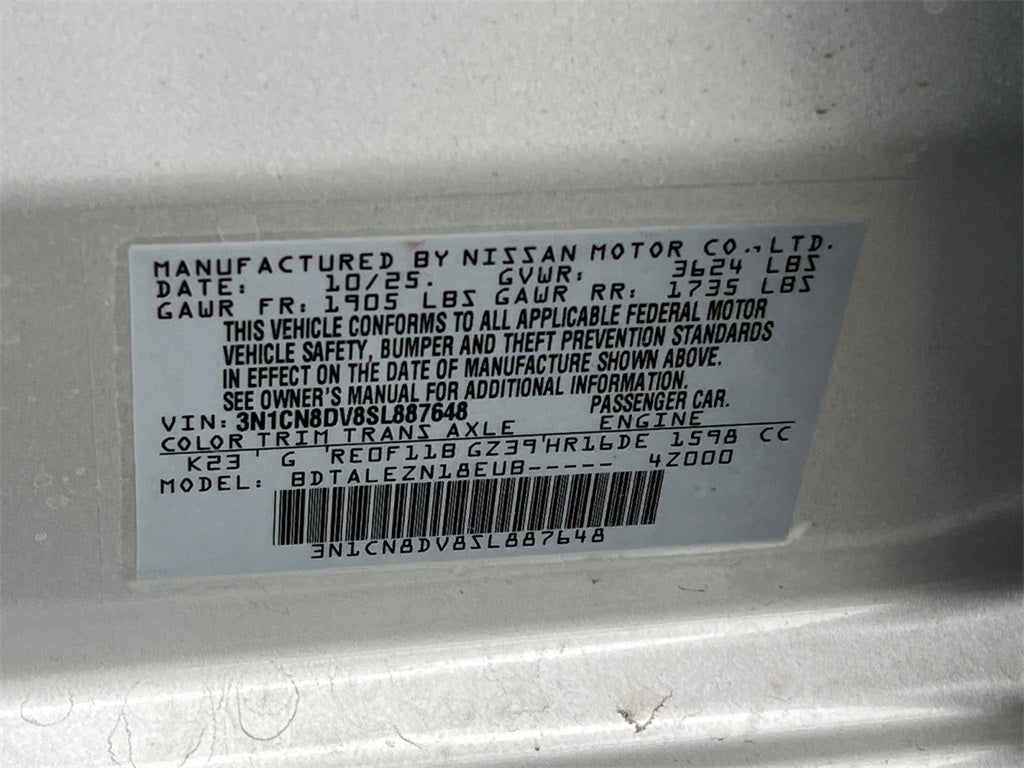 MANUFACTURED BY NISSAN MOTOR CO., LTD.
DATE: 10/25. GVWR: 3624 LBS
GAWR FR: 1905 LBS GAWR RR: 1735 LBS
THIS VEHICLE CONFORMS TO ALL APPLICABLE FEDERAL MOTOR
VEHICLE SAFETY, BUMPER AND THEFT PREVENTION STANDARDS
IN EFFECT ON THE DATE OF MANUFACTURE SHOWN ABOVE.
SEE OWNER'S MANUAL FOR ADDITIONAL INFORMATION.
VIN: 3N1CN8DV8SL887648 PASSENGER CAR.
COLOR TRIM TRANS AXLE ENGINE
K23 ' G 'RE0F11B GZ39'HR16DE 1598 CC
MODEL: BDTALEZN18EUB----- 4Z000
3N1CN8DV8SL887648